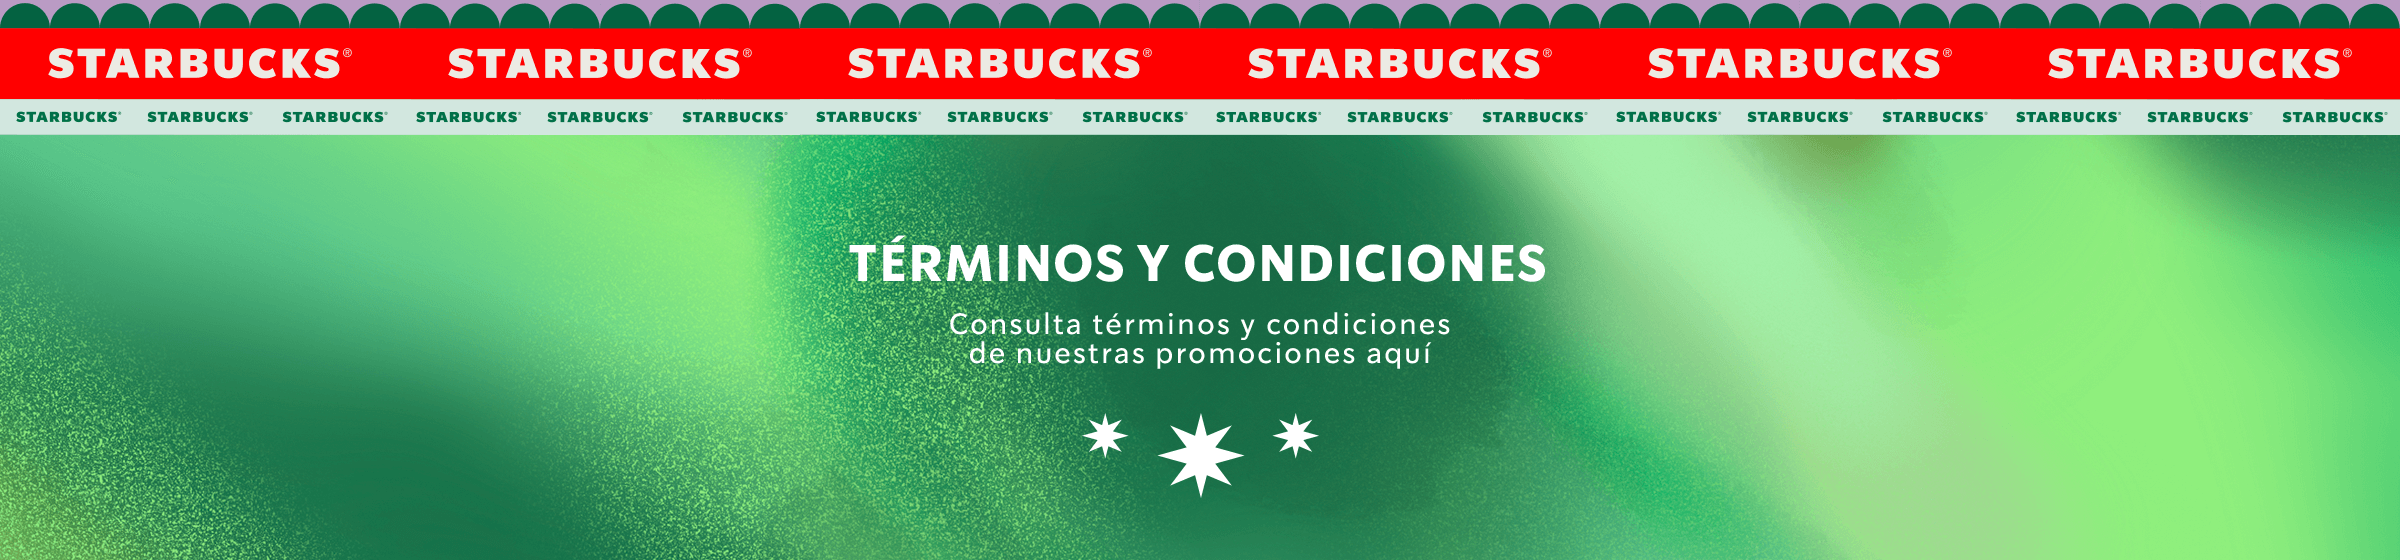 STARBUCKS® STARBUCKS® STARBUCKS® STARBUCKS® STARBUCKS® STARBUCKS®
STARBUCKS® STARBUCKS® STARBUCKS® STARBUCKS® STARBUCKS® STARBUCKS® STARBUCKS® STARBUCKS® STARBUCKS® STARBUCKS® STARBUCKS® STARBUCKS® STARBUCKS® STARBUCKS® STARBUCKS® STARBUCKS® STARBUCKS® STARBUCKS®
TÉRMINOS Y CONDICIONES
Consulta términos y condiciones
de nuestras promociones aquí